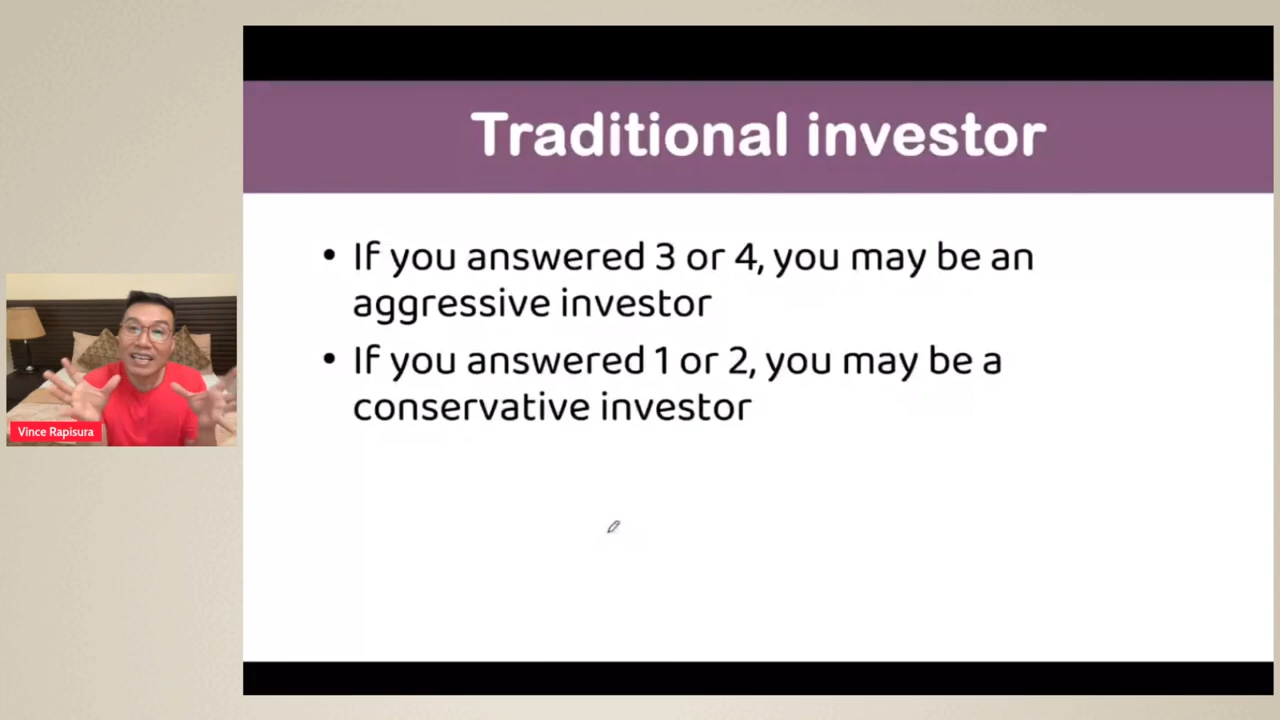 Traditional investor
• If you answered 3 or 4, you may be an
aggressive investor
• If you answered 1 or 2, you may be a
conservative investor
Vince Rapisura